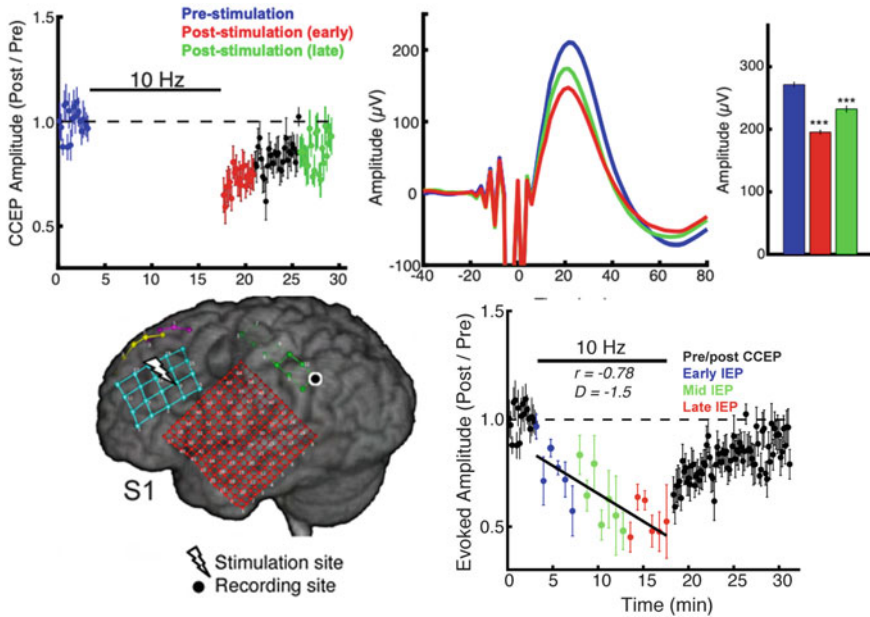 Pre-stimulation
Post-stimulation (early)
Post-stimulation (late)
CCEP Amplitude (Post / Pre)
1.5
1.0
0.5
10 Hz
0 5 10 15 20 25 30
Amplitude (µV)
200
100
0
-100
-40 -20 0 20 40 60 80
Amplitude (µV)
300
200
100
0
***
***
S1
Stimulation site
Recording site
Evoked Amplitude (Post / Pre)
1.5
1.0
0.5
10 Hz
r = -0.78
D = -1.5
Pre/post CCEP
Early IEP
Mid IEP
Late IEP
0 5 10 15 20 25 30
Time (min)